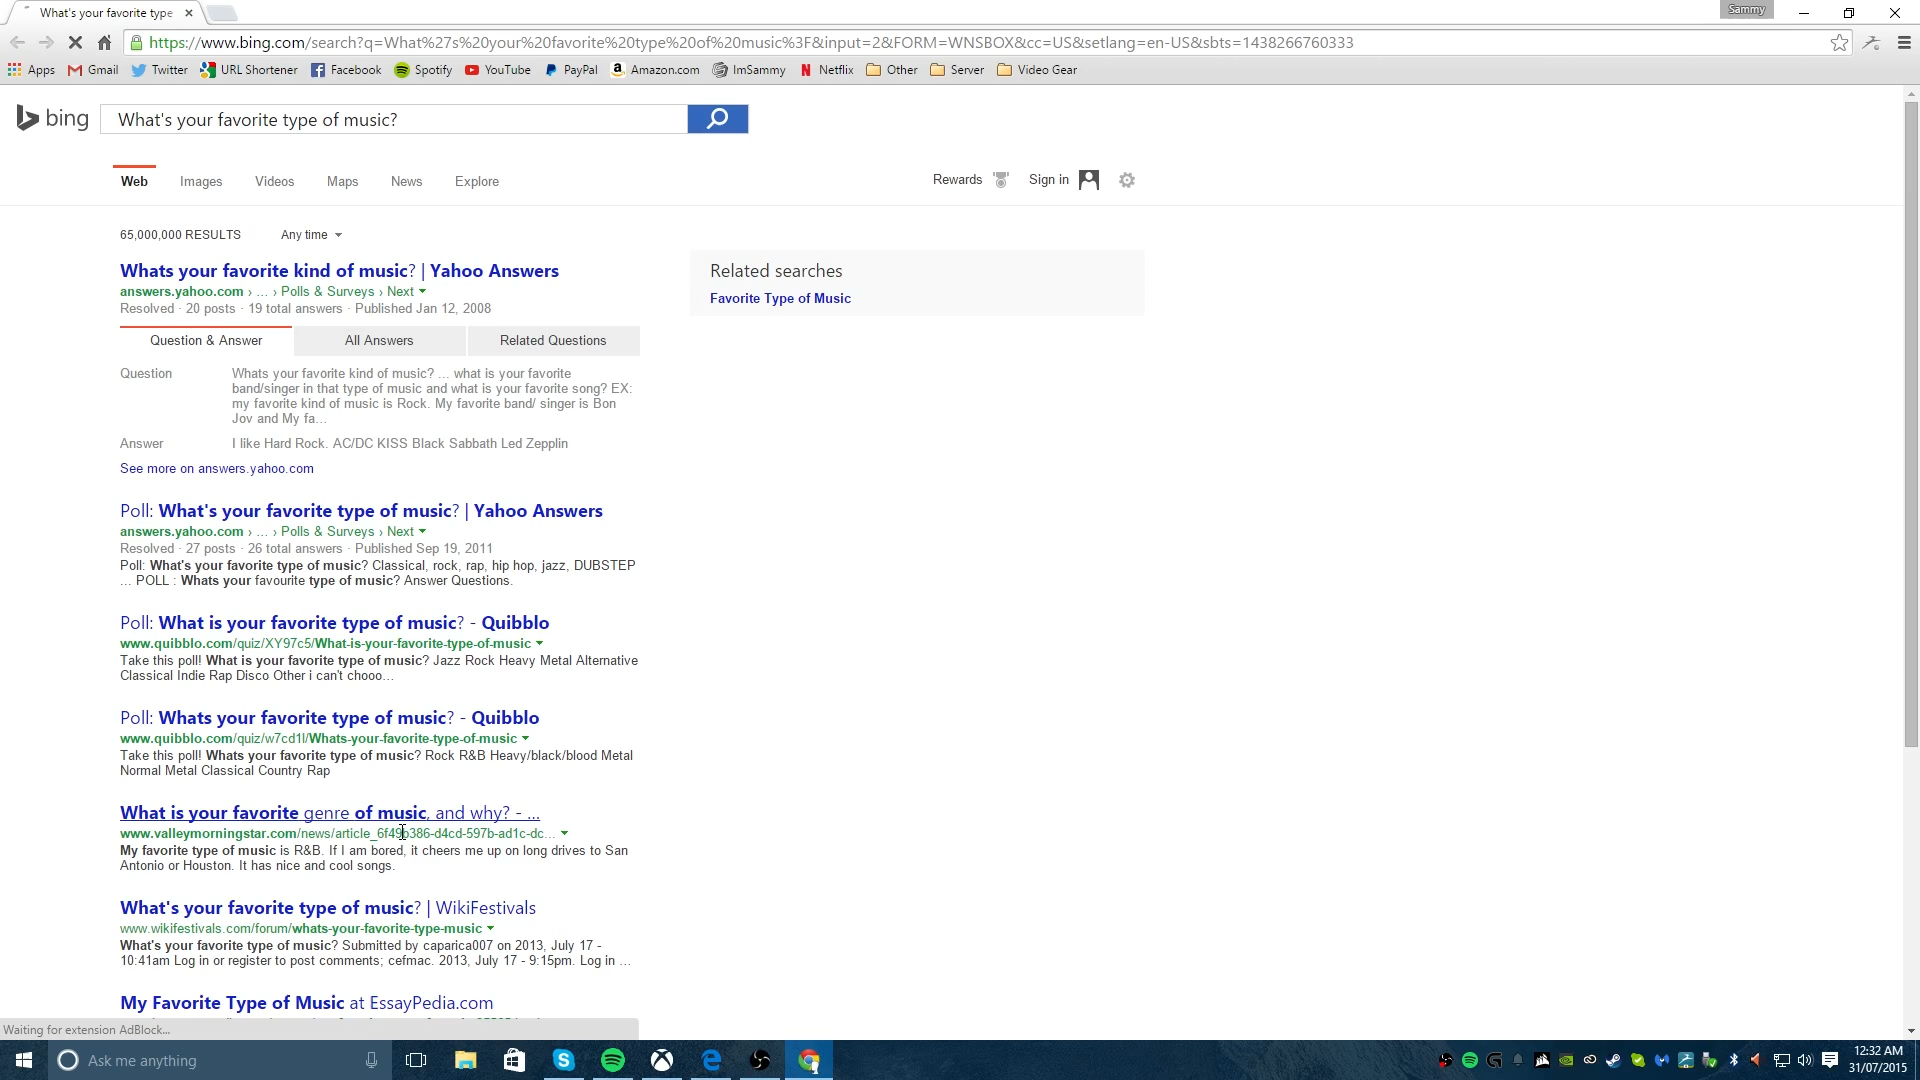 What's your favorite type
Sammy
https://www.bing.com/search?q=What%27s%20your%20favorite%20type%20of%20music%3F&input=2&FORM=WNSBOX&cc=US&setlang=en-US&sbts=1438266760333
Apps Gmail Twitter URL Shortener Facebook Spotify YouTube PayPal Amazon.com ImSammy Netflix Other Server Video Gear
bing What's your favorite type of music?
Web Images Videos Maps News Explore Rewards Sign in
65,000,000 RESULTS Any time
Whats your favorite kind of music? | Yahoo Answers
answers.yahoo.com › ... › Polls & Surveys › Next
Resolved · 20 posts · 19 total answers · Published Jan 12, 2008
Question & Answer All Answers Related Questions
Question Whats your favorite kind of music? ... what is your favorite
band/singer in that type of music and what is your favorite song? EX:
my favorite kind of music is Rock. My favorite band/ singer is Bon
Jov and My fa...
Answer I like Hard Rock. AC/DC KISS Black Sabbath Led Zepplin
See more on answers.yahoo.com
Related searches
Favorite Type of Music
Poll: What's your favorite type of music? | Yahoo Answers
answers.yahoo.com › ... › Polls & Surveys › Next
Resolved · 27 posts · 26 total answers · Published Sep 19, 2011
Poll: What's your favorite type of music? Classical, rock, rap, hip hop, jazz, DUBSTEP
... POLL : Whats your favourite type of music? Answer Questions.
Poll: What is your favorite type of music? - Quibblo
www.quibblo.com/quiz/XY97c5/What-is-your-favorite-type-of-music
Take this poll! What is your favorite type of music? Jazz Rock Heavy Metal Alternative
Classical Indie Rap Disco Other i can't chooo...
Poll: Whats your favorite type of music? - Quibblo
www.quibblo.com/quiz/w7cd1l/Whats-your-favorite-type-of-music
Take this poll! Whats your favorite type of music? Rock R&B Heavy/black/blood Metal
Normal Metal Classical Country Rap
What is your favorite genre of music, and why? - ...
www.valleymorningstar.com/news/article_6f49b386-d4cd-597b-ad1c-dc...
My favorite type of music is R&B. If I am bored, it cheers me up on long drives to San
Antonio or Houston. It has nice and cool songs.
What's your favorite type of music? | WikiFestivals
www.wikifestivals.com/forum/whats-your-favorite-type-music
What's your favorite type of music? Submitted by caparica007 on 2013, July 17 -
10:41am Log in or register to post comments; cefmac. 2013, July 17 - 9:15pm. Log in ...
My Favorite Type of Music at EssayPedia.com
Waiting for extension AdBlock...
Ask me anything
12:32 AM
31/07/2015